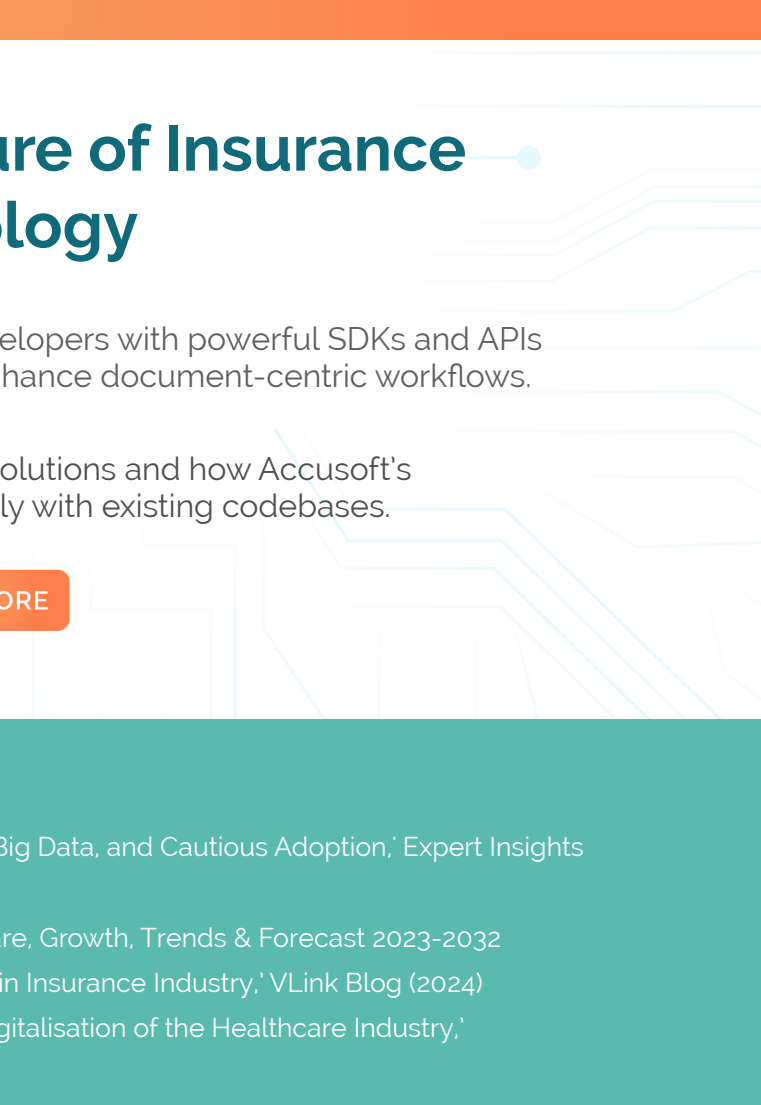 ure of Insurance
ology
elopers with powerful SDKs and APIs
hance document-centric workflows.
olutions and how Accusoft's
ly with existing codebases.
ORE
Big Data, and Cautious Adoption,' Expert Insights
are, Growth, Trends & Forecast 2023-2032
in Insurance Industry,' VLink Blog (2024)
gitalisation of the Healthcare Industry,'